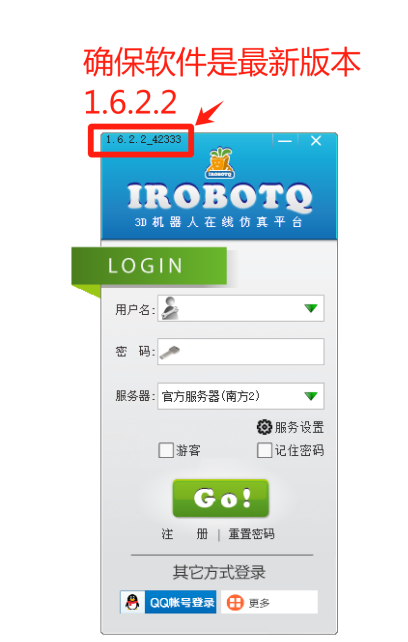 确保软件是最新版本
1.6.2.2
1.6.2.2_42333
IROBOTQ
IROBOTQ
3D 机器人在线仿真平台
LOGIN
用户名:
密 码:
服务器: 官方服务器(南方2)
服务设置
游客 记住密码
Go!
注 册 | 重置密码
其它方式登录
QQ帐号登录 更多